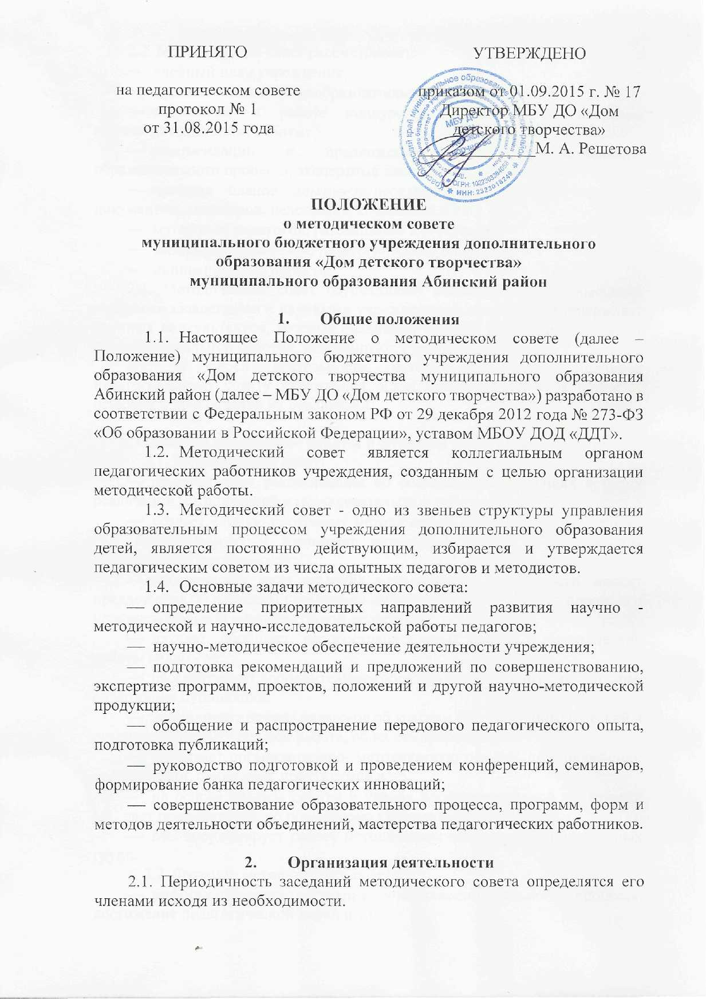 ПРИНЯТО
на педагогическом совете
протокол № 1
от 31.08.2015 года
УТВЕРЖДЕНО
приказом от 01.09.2015 г. № 17
Директор МБУ ДО «Дом
детского творчества»
____________М. А. Решетова
МБУ ДО
"Дом
детского
творчества"
ОГРН: 1022303384058
ИНН: 2323018249
ПОЛОЖЕНИЕ
о методическом совете
муниципального бюджетного учреждения дополнительного
образования «Дом детского творчества»
муниципального образования Абинский район
1. Общие положения
1.1. Настоящее Положение о методическом совете (далее –
Положение) муниципального бюджетного учреждения дополнительного
образования «Дом детского творчества муниципального образования
Абинский район (далее – МБУ ДО «Дом детского творчества») разработано в
соответствии с Федеральным законом РФ от 29 декабря 2012 года № 273-ФЗ
«Об образовании в Российской Федерации», уставом МБОУ ДОД «ДДТ».
1.2. Методический совет является коллегиальным органом
педагогических работников учреждения, созданным с целью организации
методической работы.
1.3. Методический совет - одно из звеньев структуры управления
образовательным процессом учреждения дополнительного образования
детей, является постоянно действующим, избирается и утверждается
педагогическим советом из числа опытных педагогов и методистов.
1.4. Основные задачи методического совета:
— определение приоритетных направлений развития научно -
методической и научно-исследовательской работы педагогов;
— научно-методическое обеспечение деятельности учреждения;
— подготовка рекомендаций и предложений по совершенствованию,
экспертизе программ, проектов, положений и другой научно-методической
продукции;
— обобщение и распространение передового педагогического опыта,
подготовка публикаций;
— руководство подготовкой и проведением конференций, семинаров,
формирование банка педагогических инноваций;
— совершенствование образовательного процесса, программ, форм и
методов деятельности объединений, мастерства педагогических работников.
2. Организация деятельности
2.1. Периодичность заседаний методического совета определятся его
членами исходя из необходимости.